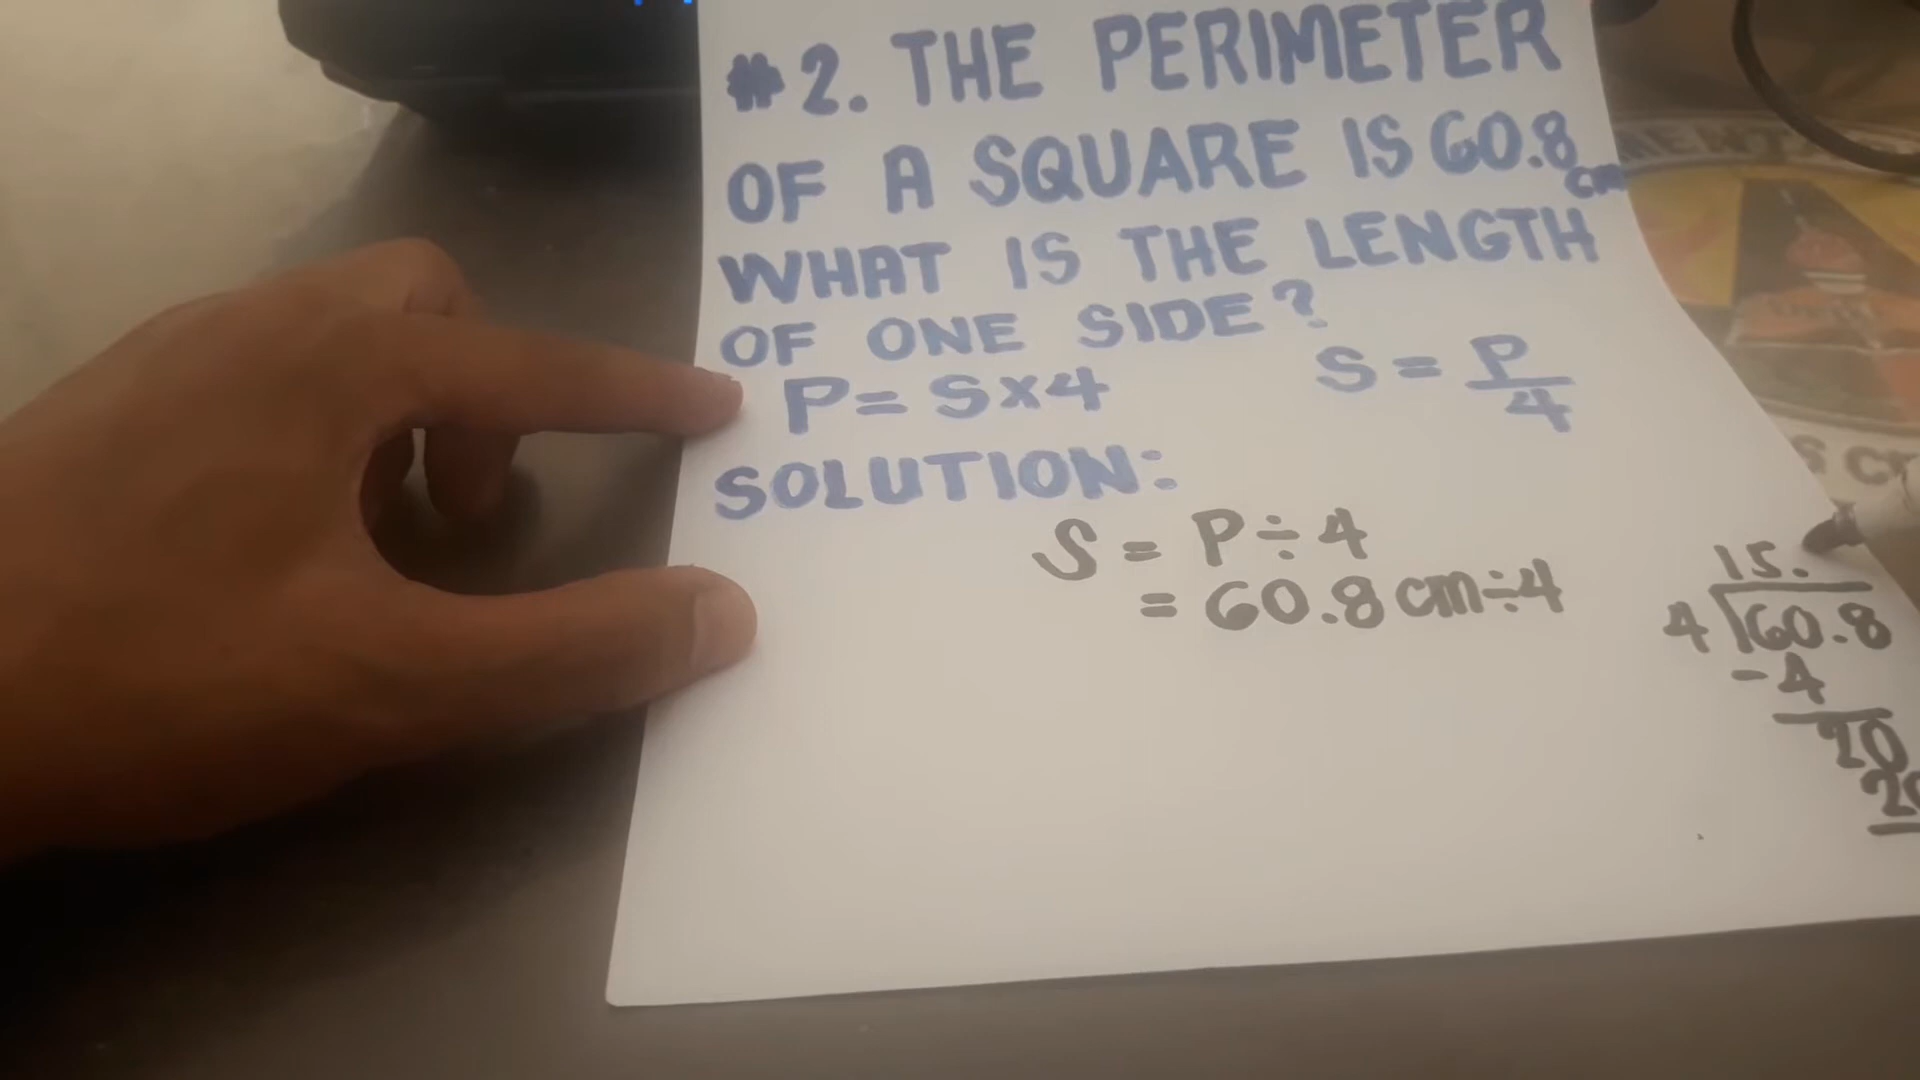 #2. THE PERIMETER
OF A SQUARE IS 60.8
cm
WHAT IS THE LENGTH
OF ONE SIDE?
P = S x 4
S = P
4
SOLUTION:
S = P ÷ 4
= 60.8 cm ÷ 4
15.
4 60.8
- 4
20
20